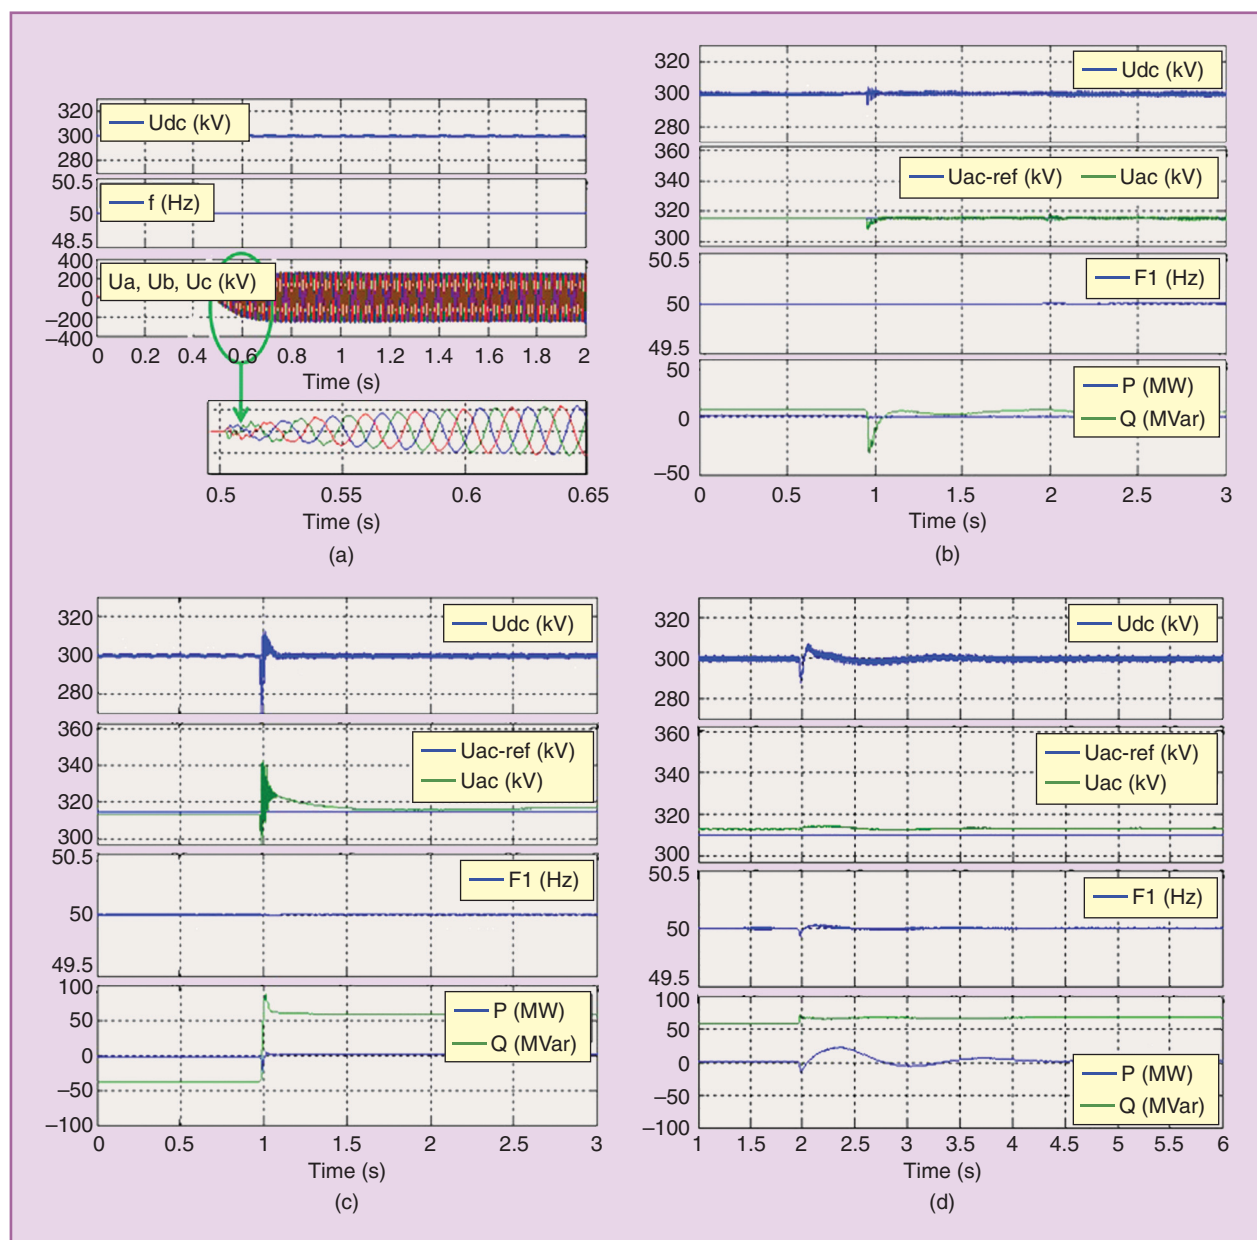 320
300
280
Udc (kV)
50.5
50
48.5
f (Hz)
400
200
0
−200
−400
Ua, Ub, Uc (kV)
0 0.2 0.4 0.6 0.8 1 1.2 1.4 1.6 1.8 2
Time (s)
0.5 0.55 0.6 0.65
Time (s)
(a)
320
300
280
Udc (kV)
360
340
320
300
Uac-ref (kV) Uac (kV)
50.5
50
49.5
F1 (Hz)
50
0
−50
P (MW)
Q (MVar)
0 0.5 1 1.5 2 2.5 3
Time (s)
(b)
320
300
280
Udc (kV)
360
340
320
300
Uac-ref (kV)
Uac (kV)
50.5
50
49.5
F1 (Hz)
100
50
0
−50
−100
P (MW)
Q (MVar)
0 0.5 1 1.5 2 2.5 3
Time (s)
(c)
320
300
280
Udc (kV)
360
340
320
300
Uac-ref (kV)
Uac (kV)
50.5
50
49.5
F1 (Hz)
100
50
0
−50
−100
P (MW)
Q (MVar)
1 1.5 2 2.5 3 3.5 4 4.5 5 5.5 6
Time (s)
(d)